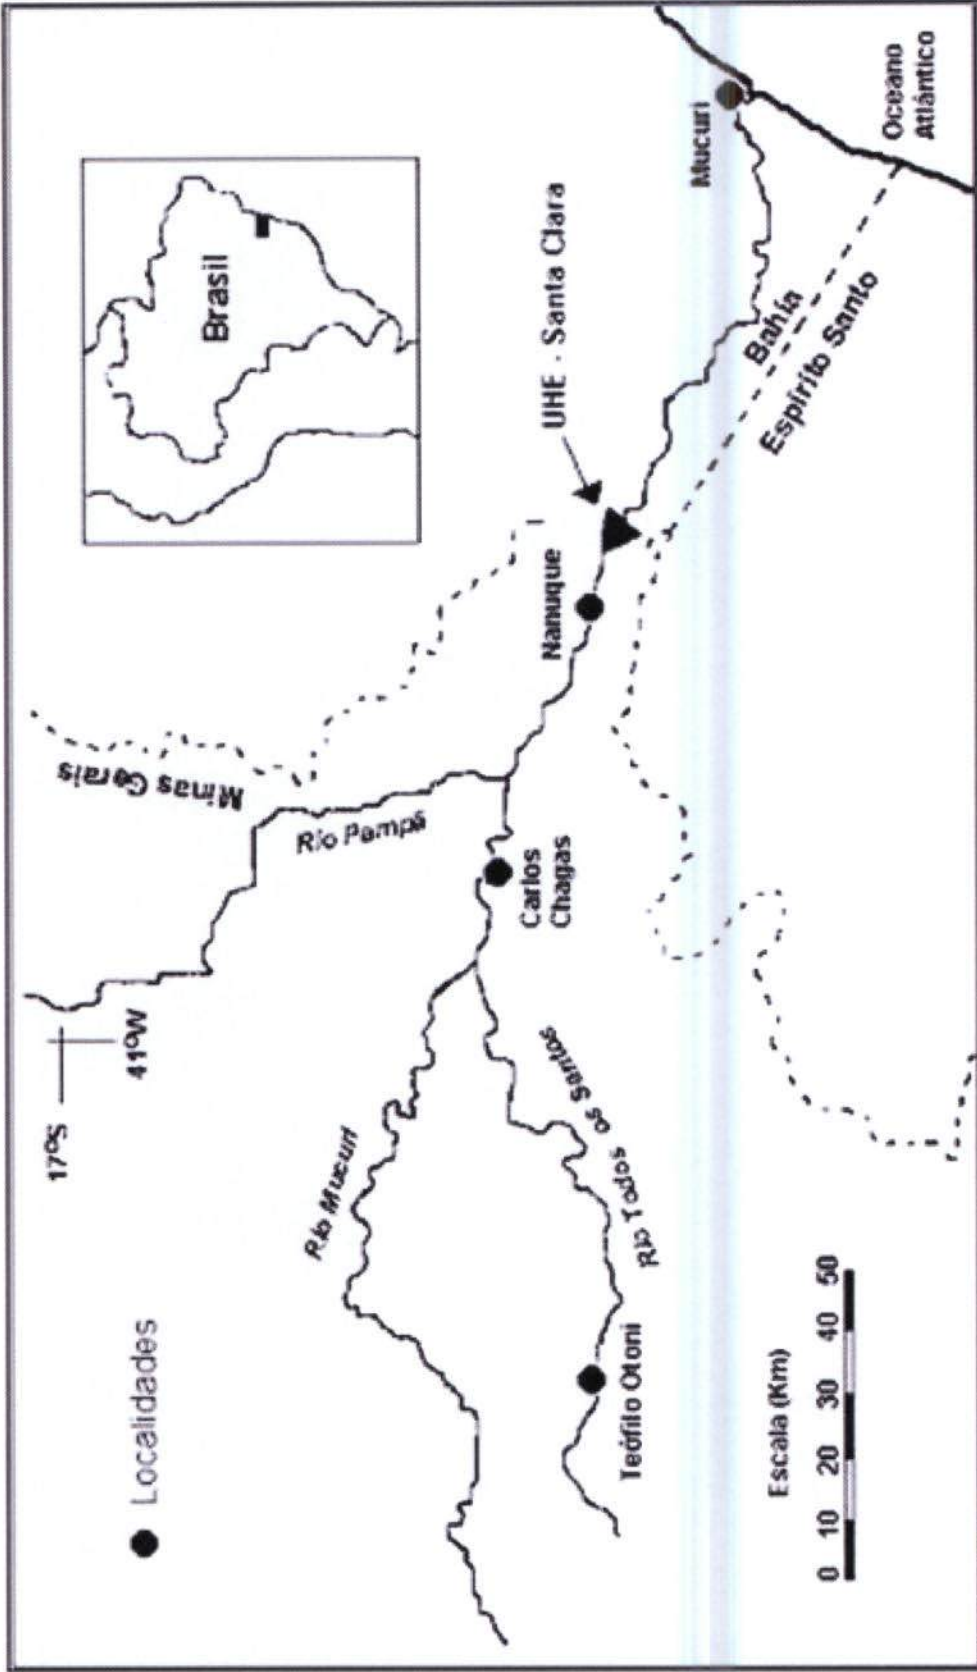 Localidades
17ºS
41ºW
Minas Gerais
Rio Pampã
Brasil
Rio Mucuri
Carlos
Chagas
Nanuque
UHE - Santa Clara
Mucuri
Oceano
Atlántico
Bahia
Espírito Santo
Rio Todos os Santos
Teófilo Otoni
Escala (Km)
0 10 20 30 40 50